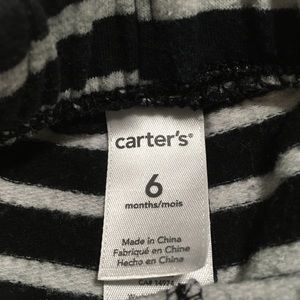 carter's®
6
months/mois
Made in China
Fabriqué en Chine
Hecho en China